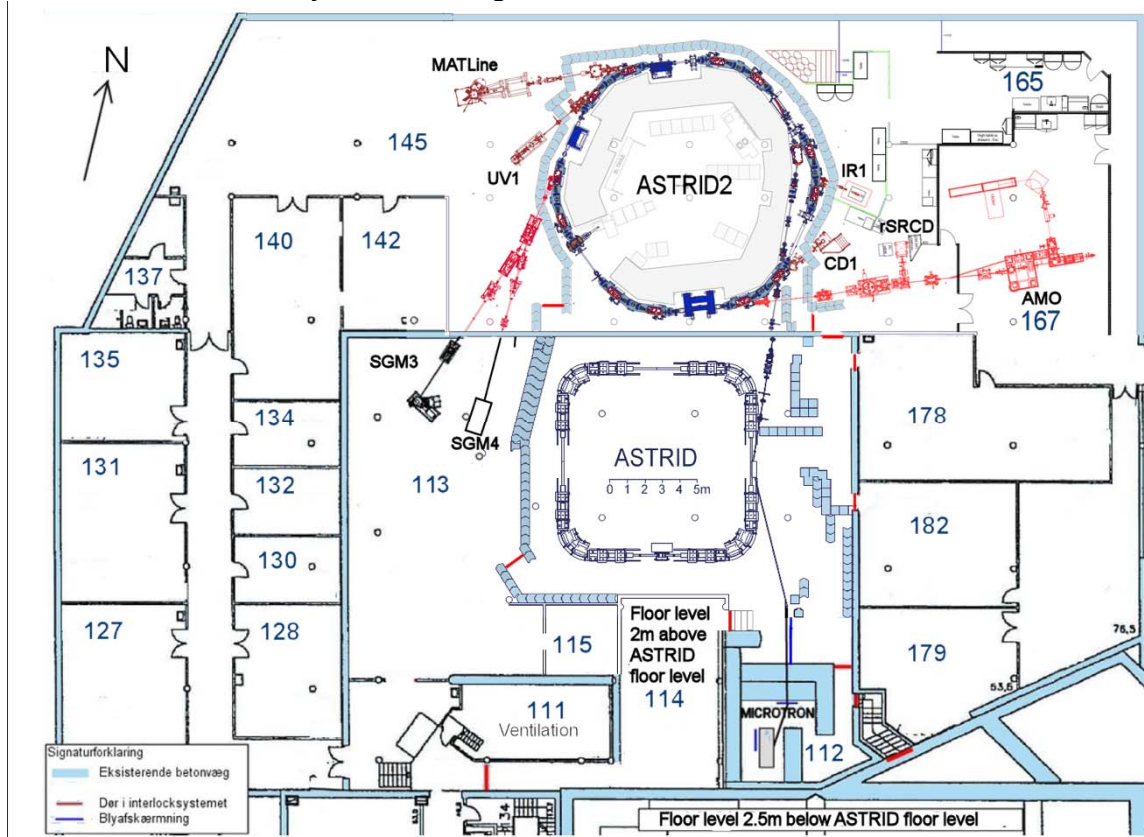 N
MATLine
145
UV1
ASTRID2
165
IR1
rSRCD
CD1
AMO
167
137
140
142
135
SGM3
SGM4
134
131
113
132
130
127
128
ASTRID
0 1 2 3 4 5m
178
182
179
76,5
53,6
115
Floor level
2m above
ASTRID
floor level
114
111
Ventilation
MICROTRON
112
34
Signaturforklaring
Eksisterende betonvæg
Dør i interlocksystemet
Blyafskærmning
Floor level 2.5m below ASTRID floor level